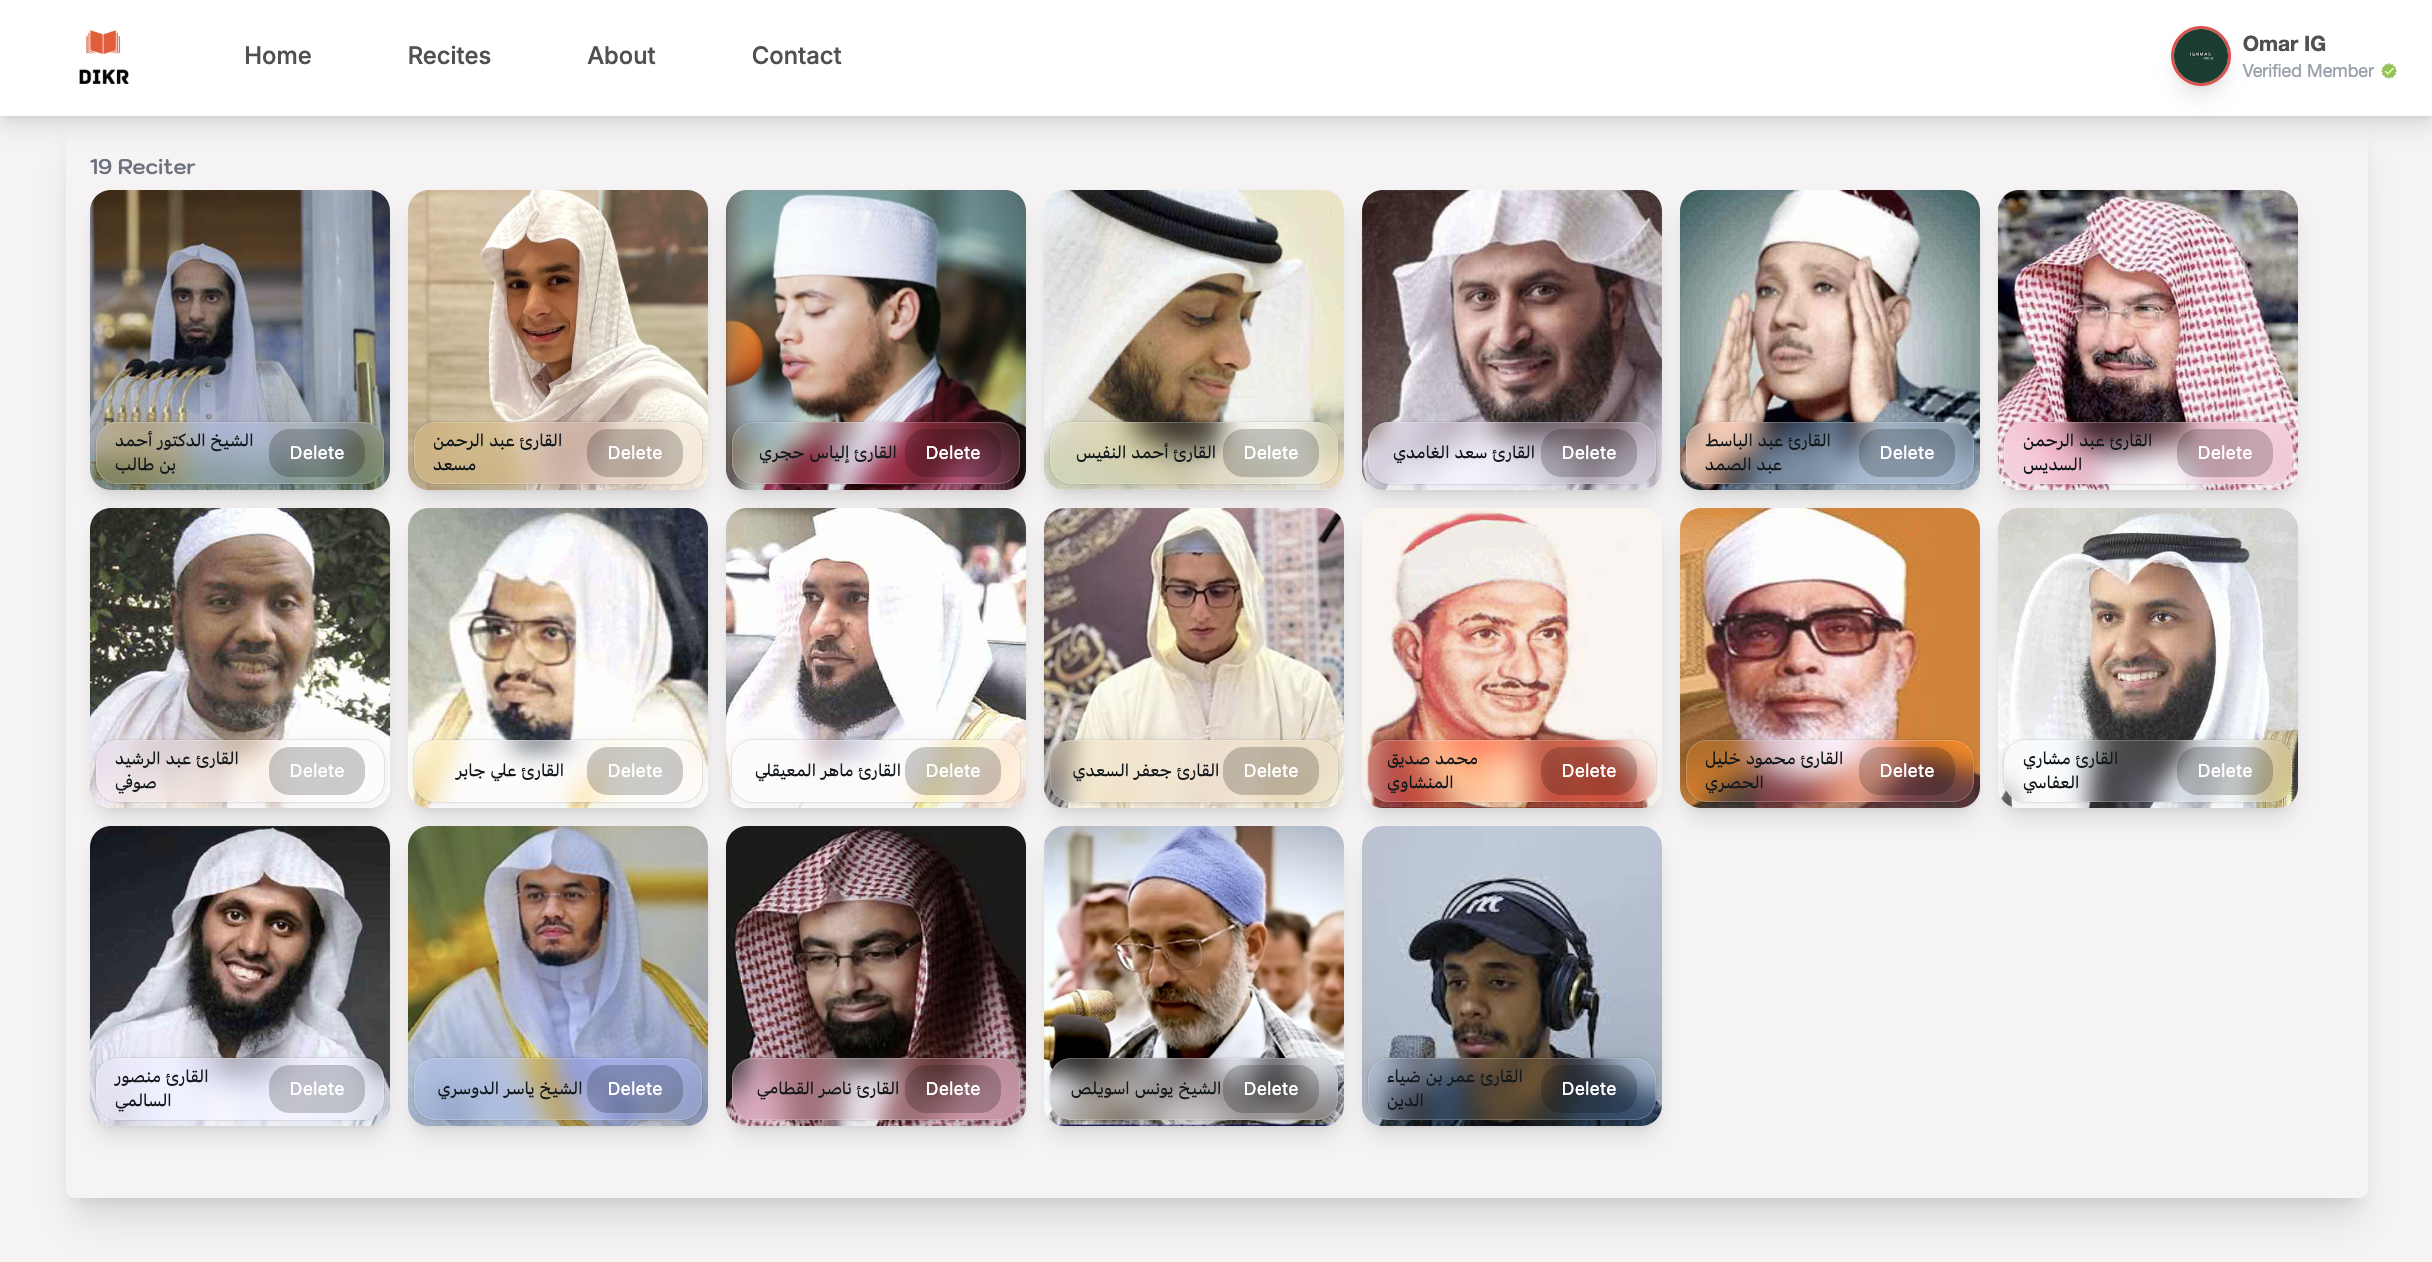 DIKR
Home
Recites
About
Contact
Omar IG
Verified Member
19 Reciter
الشيخ الدكتور أحمد
بن طالب
Delete
القارئ عبد الرحمن
مسعد
Delete
القارئ إلياس حجري
Delete
القارئ أحمد النفيس
Delete
القارئ سعد الغامدي
Delete
القارئ عبد الباسط
عبد الصمد
Delete
القارئ عبد الرحمن
السديس
Delete
القارئ عبد الرشيد
صوفي
Delete
القارئ علي جابر
Delete
القارئ ماهر المعيقلي
Delete
القارئ جعفر السعدي
Delete
محمد صديق
المنشاوي
Delete
القارئ محمود خليل
الحصري
Delete
القارئ مشاري
العفاسي
Delete
القارئ منصور
السالمي
Delete
الشيخ ياسر الدوسري
Delete
القارئ ناصر القطامي
Delete
الشيخ يونس اسويلص
Delete
القارئ عمر بن ضياء
الدين
Delete